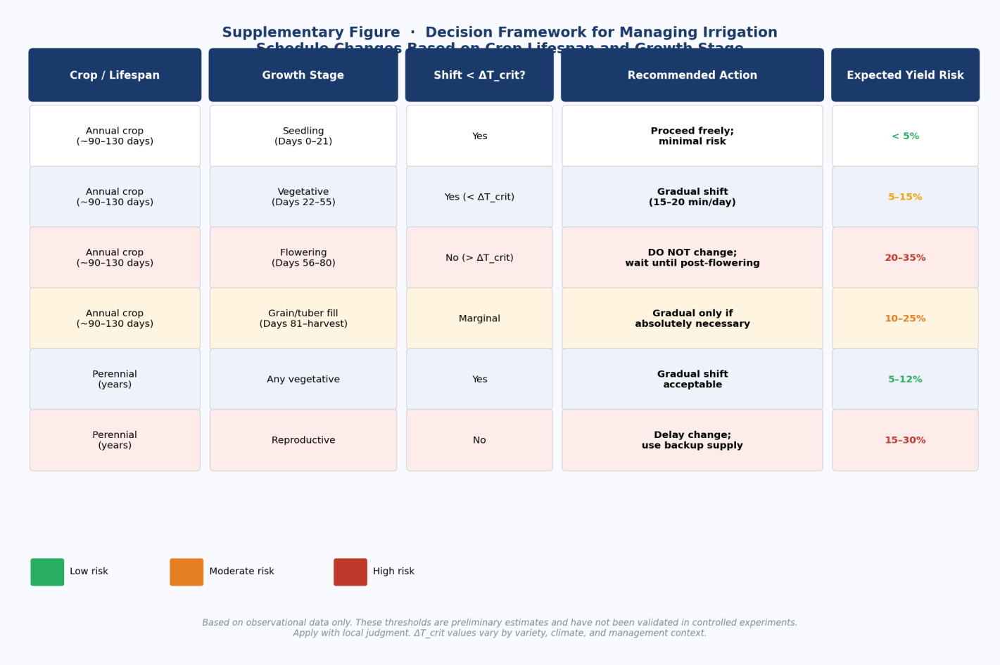 Supplementary Figure · Decision Framework for Managing Irrigation
Schedule Changes Based on Crop Lifespan and Growth Stage
Crop / Lifespan
Growth Stage
Shift < ΔT_crit?
Recommended Action
Expected Yield Risk
Annual crop
(~90–130 days)
Seedling
(Days 0–21)
Yes
Proceed freely;
minimal risk
< 5%
Annual crop
(~90–130 days)
Vegetative
(Days 22–55)
Yes (< ΔT_crit)
Gradual shift
(15–20 min/day)
5–15%
Annual crop
(~90–130 days)
Flowering
(Days 56–80)
No (> ΔT_crit)
DO NOT change;
wait until post-flowering
20–35%
Annual crop
(~90–130 days)
Grain/tuber fill
(Days 81–harvest)
Marginal
Gradual only if
absolutely necessary
10–25%
Perennial
(years)
Any vegetative
Yes
Gradual shift
acceptable
5–12%
Perennial
(years)
Reproductive
No
Delay change;
use backup supply
15–30%
Low risk
Moderate risk
High risk
Based on observational data only. These thresholds are preliminary estimates and have not been validated in controlled experiments.
Apply with local judgment. ΔT_crit values vary by variety, climate, and management context.